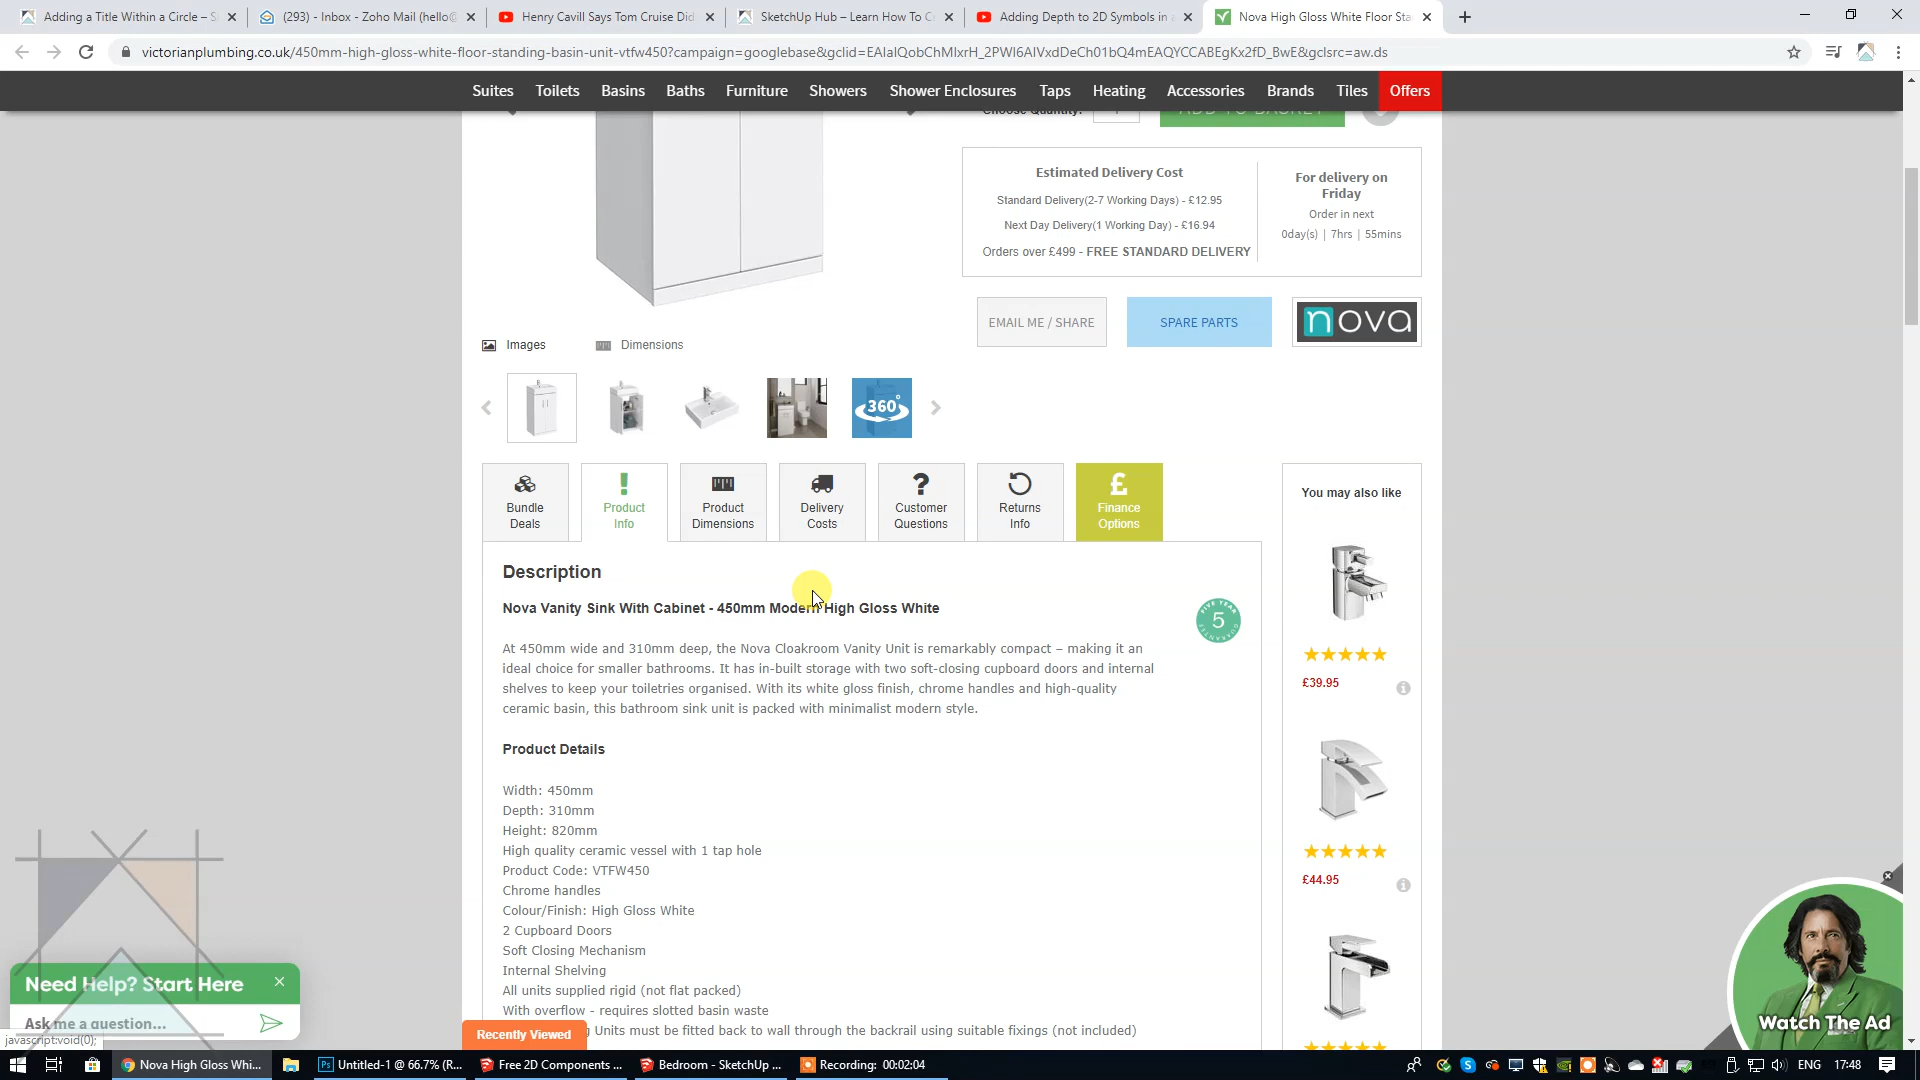 Adding a Title Within a Circle – S
(293) - Inbox - Zoho Mail (hello@
Henry Cavill Says Tom Cruise Did
SketchUp Hub – Learn How To C
Adding Depth to 2D Symbols in
Nova High Gloss White Floor Sta
victorianplumbing.co.uk/450mm-high-gloss-white-floor-standing-basin-unit-vtfw450?campaign=googlebase&gclid=EAIaIQobChMIxrH_2PWI6AIVxdDeCh01bQ4mEAQYCCABEgKx2fD_BwE&gclsrc=aw.ds
Suites Toilets Basins Baths Furniture Showers Shower Enclosures Taps Heating Accessories Brands Tiles Offers
Choose Quantity: 1 ADD TO BASKET
Estimated Delivery Cost
Standard Delivery(2-7 Working Days) - £12.95
Next Day Delivery(1 Working Day) - £16.94
Orders over £499 - FREE STANDARD DELIVERY
For delivery on
Friday
Order in next
0day(s) | 7hrs | 55mins
EMAIL ME / SHARE
SPARE PARTS
nova
Images
Dimensions
360°
Bundle
Deals
Product
Info
Product
Dimensions
Delivery
Costs
Customer
Questions
Returns
Info
£
Finance
Options
You may also like
Description
Nova Vanity Sink With Cabinet - 450mm Modern High Gloss White
FIVE YEAR
5
GUARANTEE
At 450mm wide and 310mm deep, the Nova Cloakroom Vanity Unit is remarkably compact – making it an
ideal choice for smaller bathrooms. It has in-built storage with two soft-closing cupboard doors and internal
shelves to keep your toiletries organised. With its white gloss finish, chrome handles and high-quality
ceramic basin, this bathroom sink unit is packed with minimalist modern style.
£39.95
Product Details
Width: 450mm
Depth: 310mm
Height: 820mm
High quality ceramic vessel with 1 tap hole
Product Code: VTFW450
Chrome handles
Colour/Finish: High Gloss White
2 Cupboard Doors
Soft Closing Mechanism
Internal Shelving
All units supplied rigid (not flat packed)
With overflow - requires slotted basin waste
Units must be fitted back to wall through the backrail using suitable fixings (not included)
£44.95
Need Help? Start Here
Ask me a question...
javascript:void(0);
Recently Viewed
Watch The Ad
Nova High Gloss Whi...
Untitled-1 @ 66.7% (R...
Free 2D Components ...
Bedroom - SketchUp ...
Recording: 00:02:04
ENG
17:48